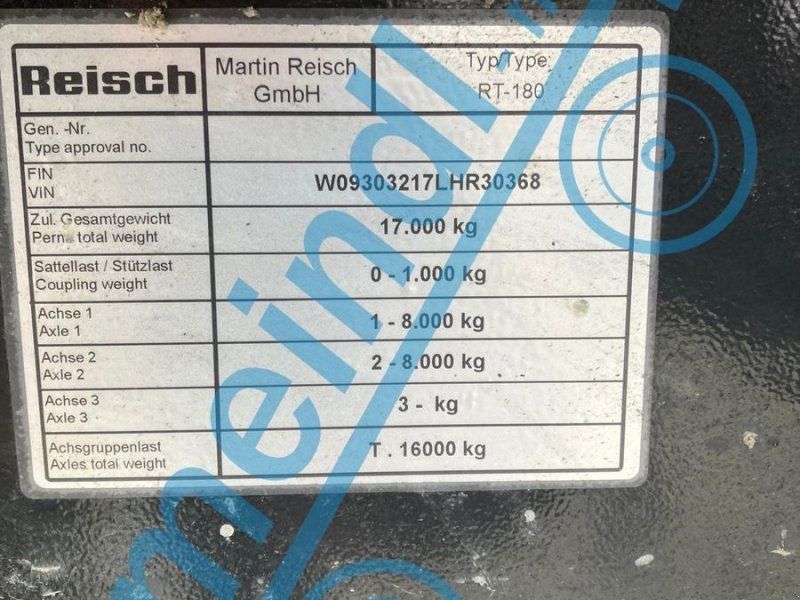 Reisch
Martin Reisch
GmbH
Typ/Type:
RT-180
Gen. -Nr.
Type approval no.
FIN
VIN
W09303217LHR30368
Zul. Gesamtgewicht
Perm. total weight
17.000 kg
Sattellast / Stützlast
Coupling weight
0 - 1.000 kg
Achse 1
Axle 1
1 - 8.000 kg
Achse 2
Axle 2
2 - 8.000 kg
Achse 3
Axle 3
3 - kg
Achsgruppenlast
Axles total weight
T . 16000 kg
meindl